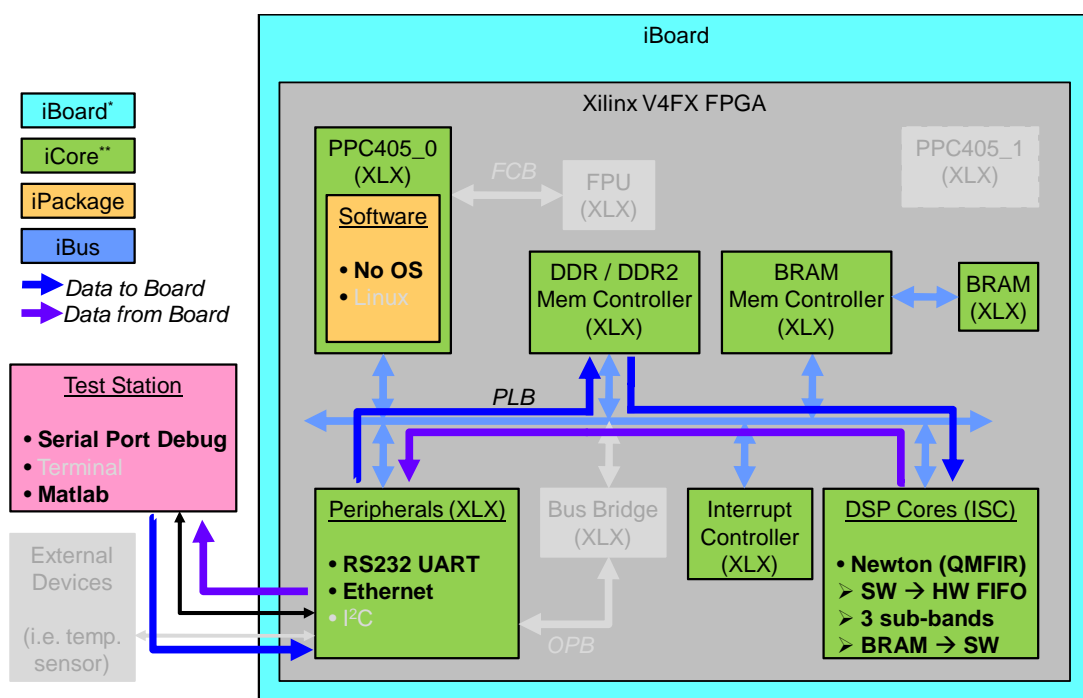 iBoard
Xilinx V4FX FPGA
iBoard*
iCore**
iPackage
iBus
Data to Board
Data from Board
PPC405_0
(XLX)
Software
• No OS
• Linux
FCB
FPU
(XLX)
PPC405_1
(XLX)
DDR / DDR2
Mem Controller
(XLX)
BRAM
Mem Controller
(XLX)
BRAM
(XLX)
Test Station
• Serial Port Debug
• Terminal
• Matlab
PLB
External
Devices
(i.e. temp.
sensor)
Peripherals (XLX)
• RS232 UART
• Ethernet
• I²C
Bus Bridge
(XLX)
OPB
Interrupt
Controller
(XLX)
DSP Cores (ISC)
• Newton (QMFIR)
➢ SW → HW FIFO
➢ 3 sub-bands
➢ BRAM → SW